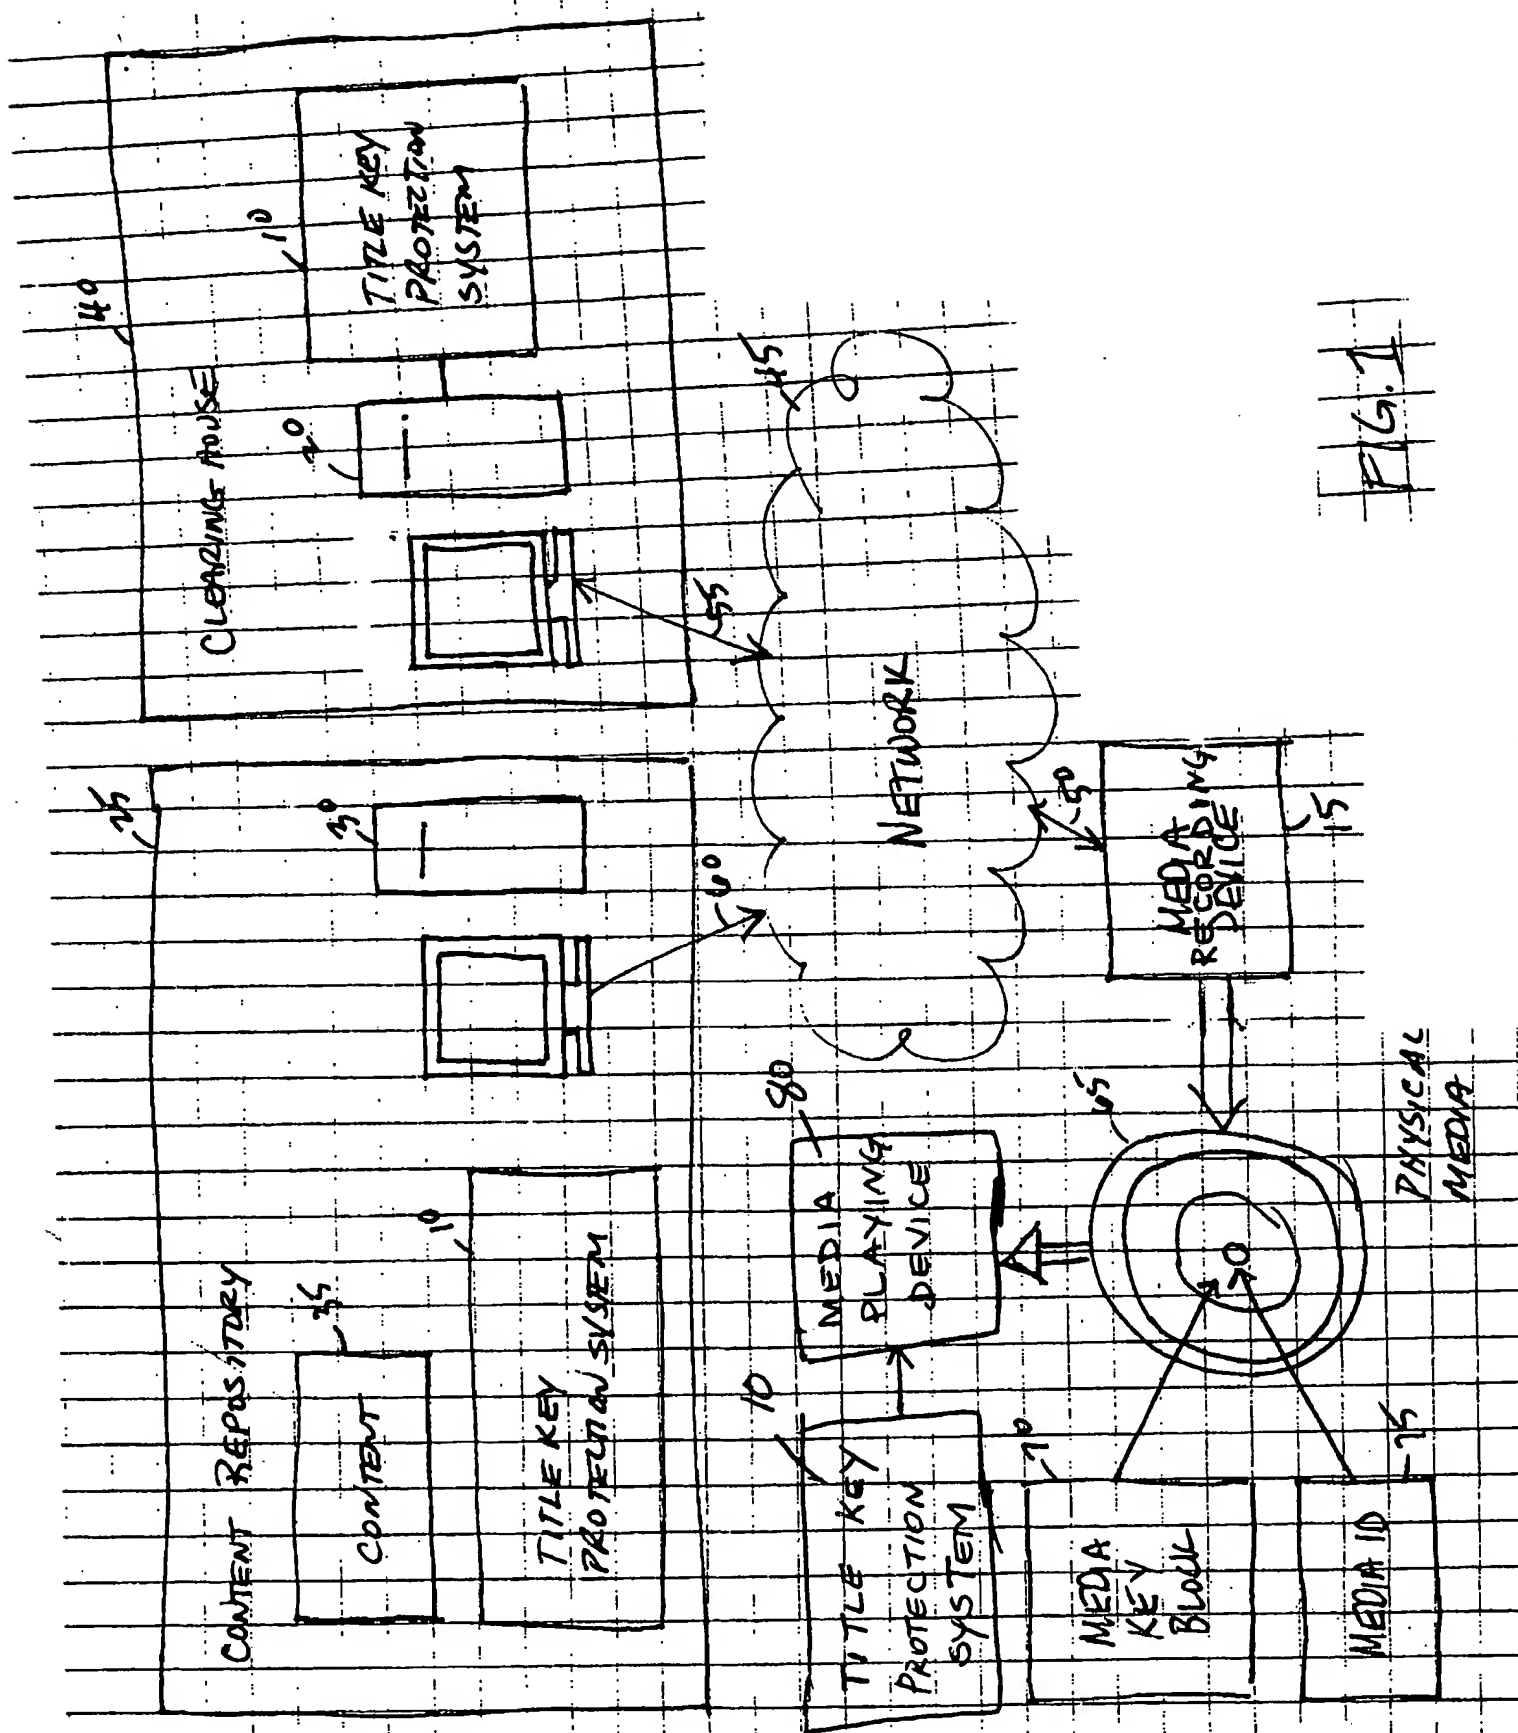 CONTENT REPOSITORY
25
CONTENT
35
TITLE KEY
PROTECTION SYSTEM
10
30
60
CLEARING HOUSE
40
20
10
TITLE KEY
PROTECTION
SYSTEM
55
45
NETWORK
50
TITLE KEY
PROTECTION
SYSTEM
10
MEDIA
PLAYING
DEVICE
80
MEDIA
RECORDING
DEVICE
15
MEDIA
KEY
BLOCK
70
MEDIA ID
75
65
PHYSICAL
MEDIA
FIG. 1